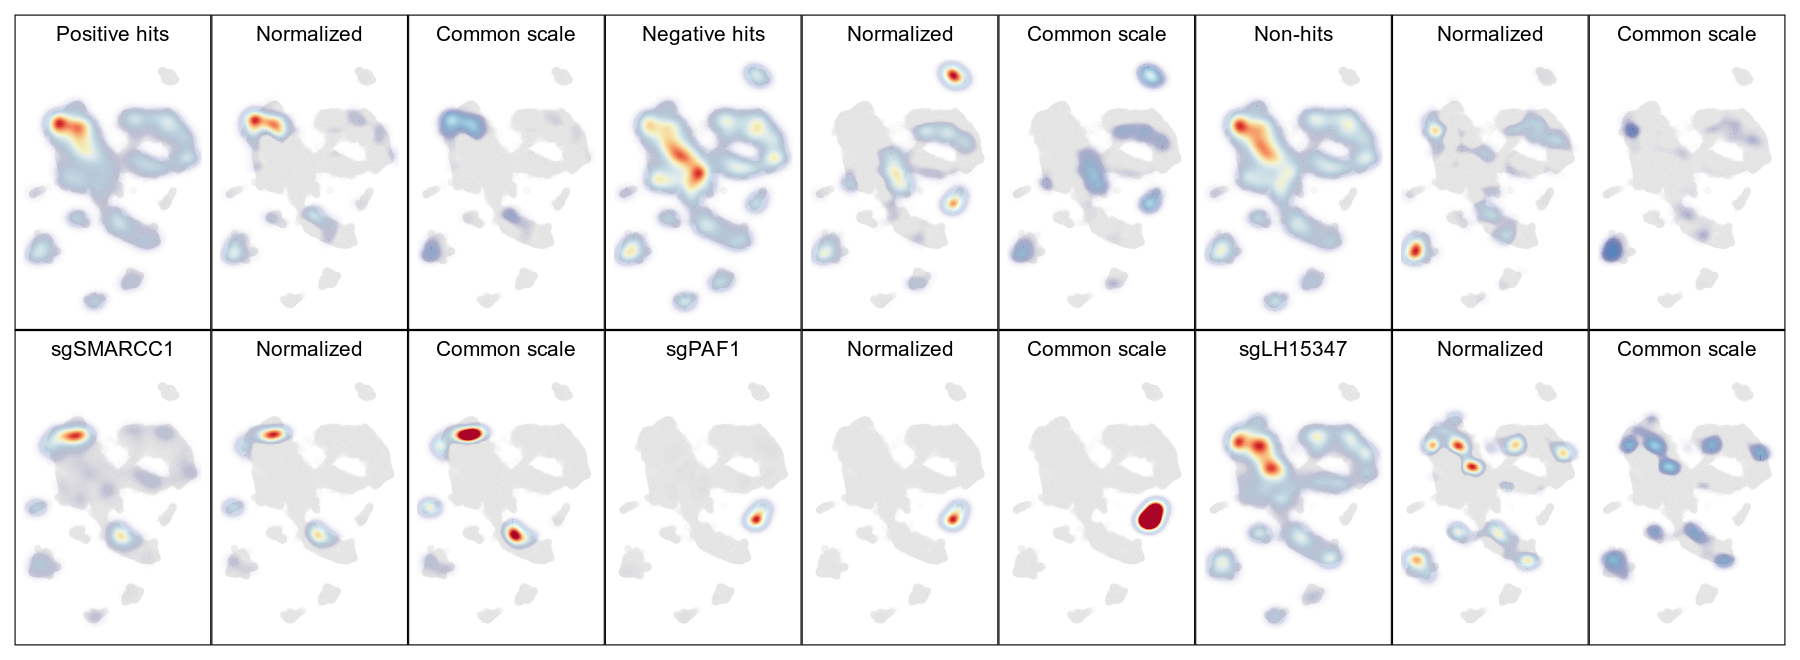 Positive hits
Normalized
Common scale
Negative hits
Normalized
Common scale
Non-hits
Normalized
Common scale
sgSMARCC1
Normalized
Common scale
sgPAF1
Normalized
Common scale
sgLH15347
Normalized
Common scale